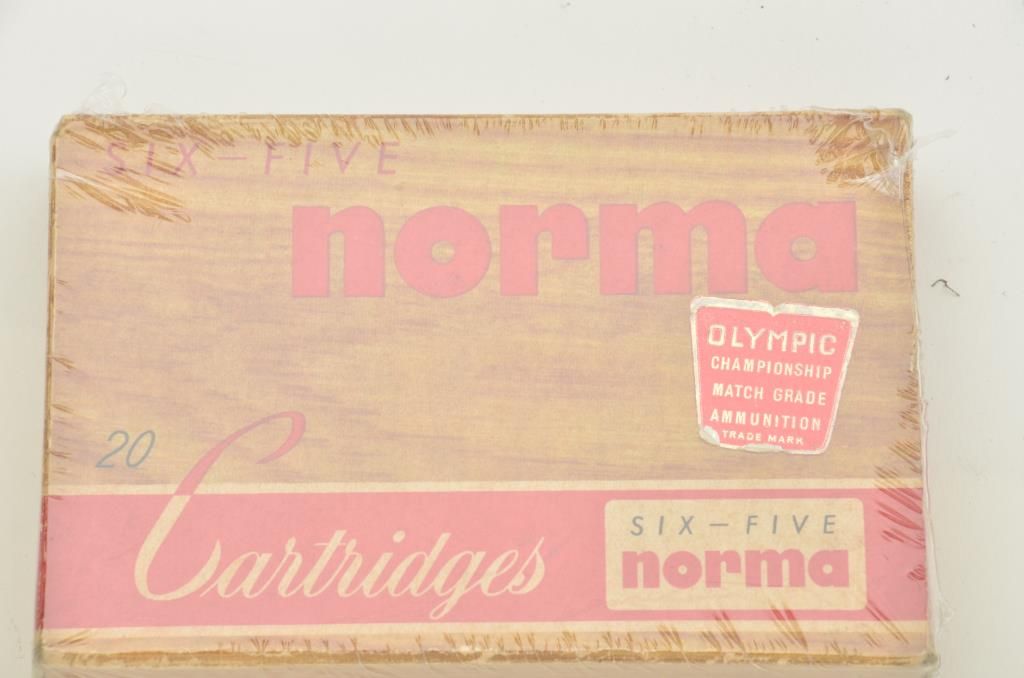 SIX-FIVE
norma
OLYMPIC
CHAMPIONSHIP
MATCH GRADE
AMMUNITION
TRADE MARK
20
Cartridges
SIX-FIVE
norma